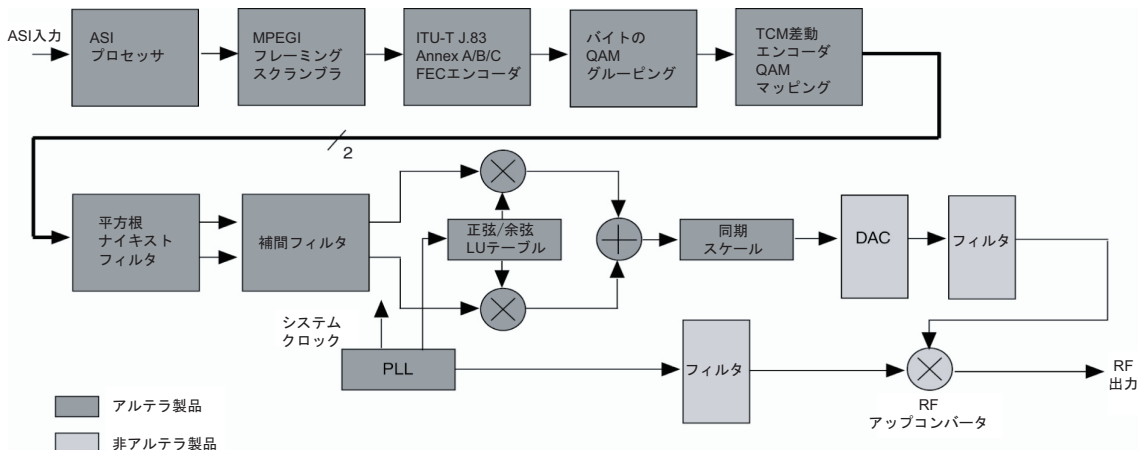 ASI入力
ASI
プロセッサ
MPEGI
フレーミング
スクランブラ
ITU-T J.83
Annex A/B/C
FECエンコーダ
バイトの
QAM
グルーピング
TCM差動
エンコーダ
QAM
マッピング
2
平方根
ナイキスト
フィルタ
補間フィルタ
正弦/余弦
LUテーブル
同期
スケール
DAC
フィルタ
システム
クロック
PLL
フィルタ
RF
アップコンバータ
RF
出力
アルテラ製品
非アルテラ製品